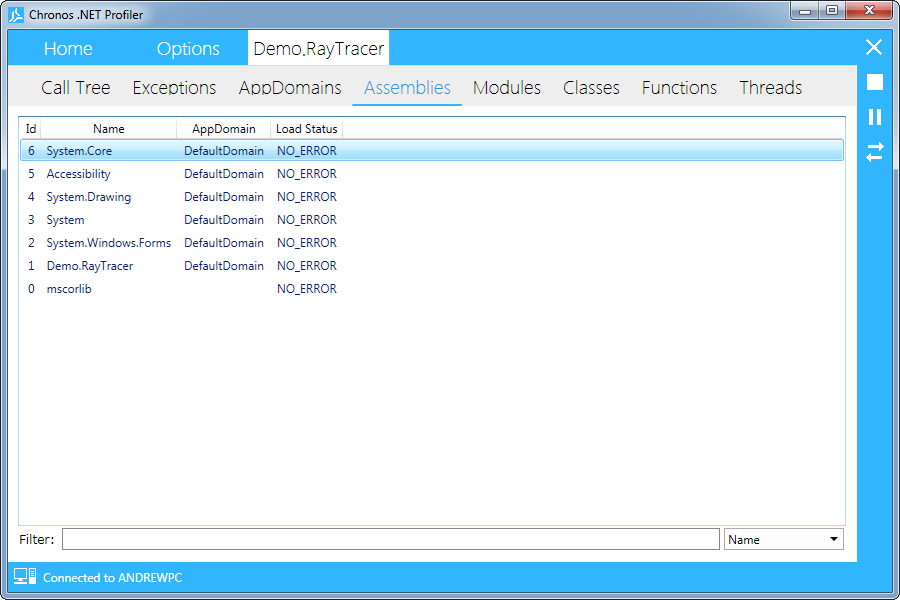 Chronos .NET Profiler
Home Options Demo.RayTracer
Call Tree Exceptions AppDomains Assemblies Modules Classes Functions Threads
Id Name AppDomain Load Status
6 System.Core DefaultDomain NO_ERROR
5 Accessibility DefaultDomain NO_ERROR
4 System.Drawing DefaultDomain NO_ERROR
3 System DefaultDomain NO_ERROR
2 System.Windows.Forms DefaultDomain NO_ERROR
1 Demo.RayTracer DefaultDomain NO_ERROR
0 mscorlib NO_ERROR
Filter: Name
Connected to ANDREWPC